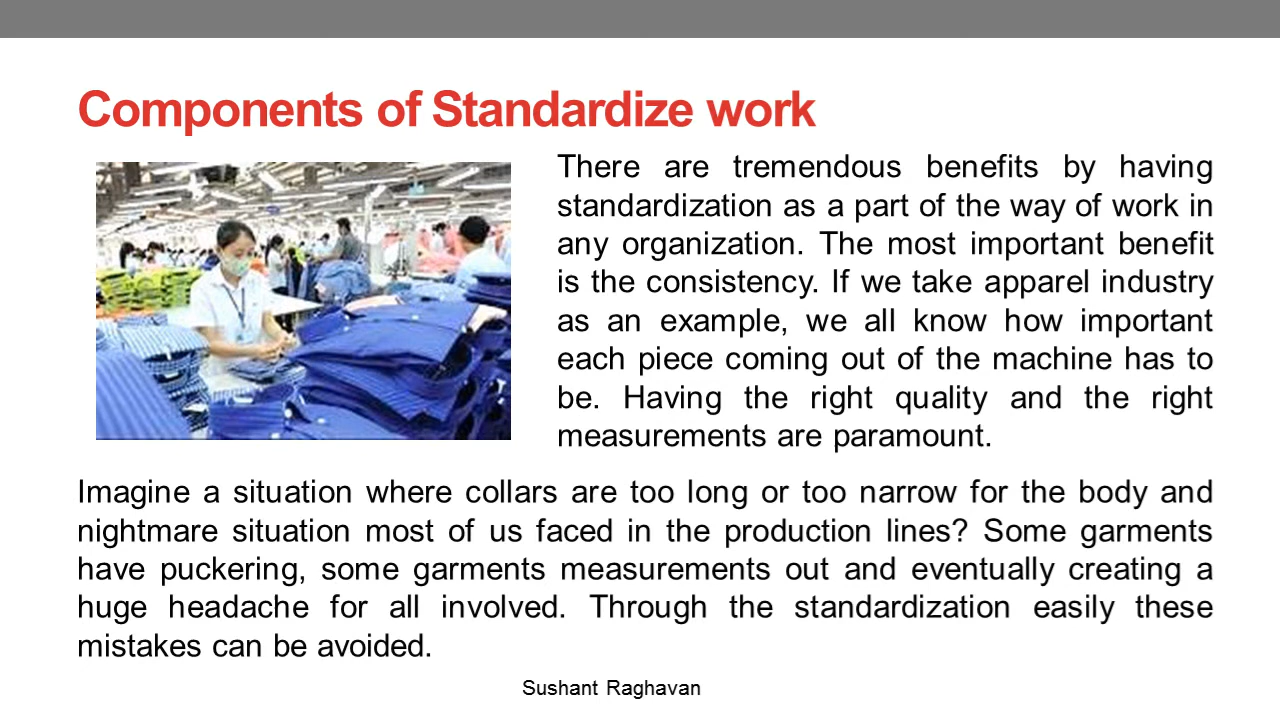 Components of Standardize work
There are tremendous benefits by having
standardization as a part of the way of work in
any organization. The most important benefit
is the consistency. If we take apparel industry
as an example, we all know how important
each piece coming out of the machine has to
be. Having the right quality and the right
measurements are paramount.
Imagine a situation where collars are too long or too narrow for the body and
nightmare situation most of us faced in the production lines? Some garments
have puckering, some garments measurements out and eventually creating a
huge headache for all involved. Through the standardization easily these
mistakes can be avoided.
Sushant Raghavan